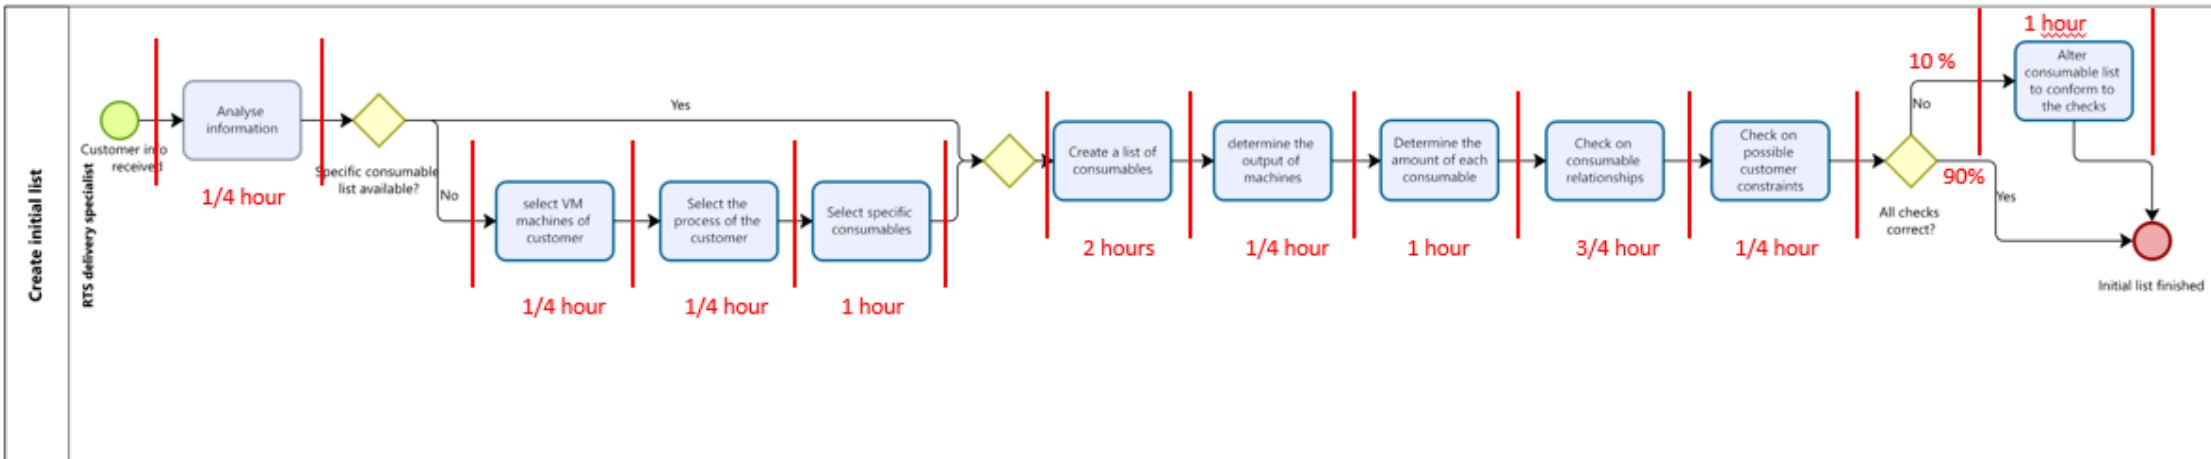 Create initial list
RTS delivery specialist
Customer info
received
Analyse
information
1/4 hour
Specific consumable
list available?
Yes
No
select VM
machines of
customer
1/4 hour
Select the
process of the
customer
1/4 hour
Select specific
consumables
1 hour
Create a list of
consumables
2 hours
determine the
output of
machines
1/4 hour
Determine the
amount of each
consumable
1 hour
Check on
consumable
relationships
3/4 hour
Check on
possible
customer
constraints
1/4 hour
All checks
correct?
10 %
No
90%
Yes
1 hour
Alter
consumable list
to conform to
the checks
Initial list finished